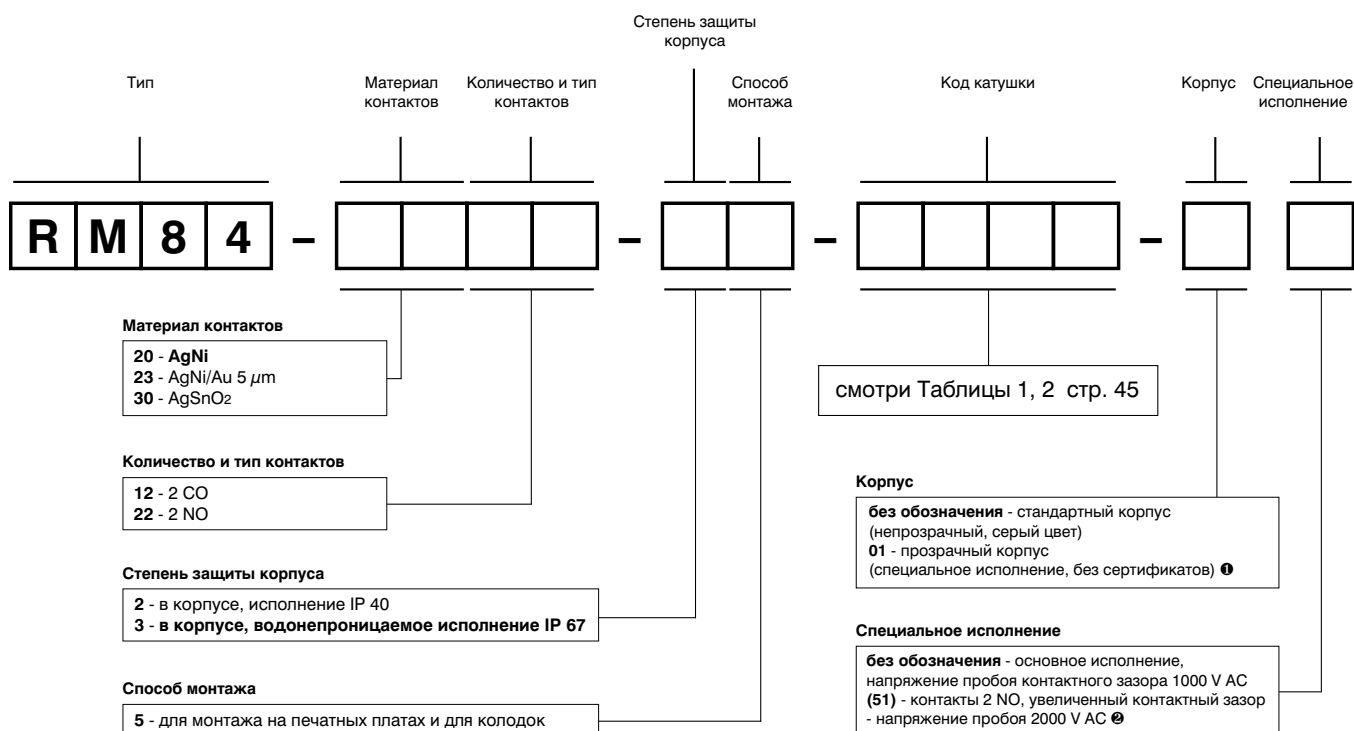 Степень защиты
корпуса
Тип
Материал
контактов
Количество и тип
контактов
Способ
монтажа
Код катушки
Корпус
Специальное
исполнение
R M 8 4 – – – –
Материал контактов
20 - AgNi
23 - AgNi/Au 5 µm
30 - AgSnO2
смотри Таблицы 1, 2 стр. 45
Количество и тип контактов
12 - 2 CO
22 - 2 NO
Корпус
без обозначения - стандартный корпус
(непрозрачный, серый цвет)
01 - прозрачный корпус
(специальное исполнение, без сертификатов) ❶
Степень защиты корпуса
2 - в корпусе, исполнение IP 40
3 - в корпусе, водонепроницаемое исполнение IP 67
Специальное исполнение
без обозначения - основное исполнение,
напряжение пробоя контактного зазора 1000 V AC
(51) - контакты 2 NO, увеличенный контактный зазор
- напряжение пробоя 2000 V AC ❷
Способ монтажа
5 - для монтажа на печатных платах и для колодок